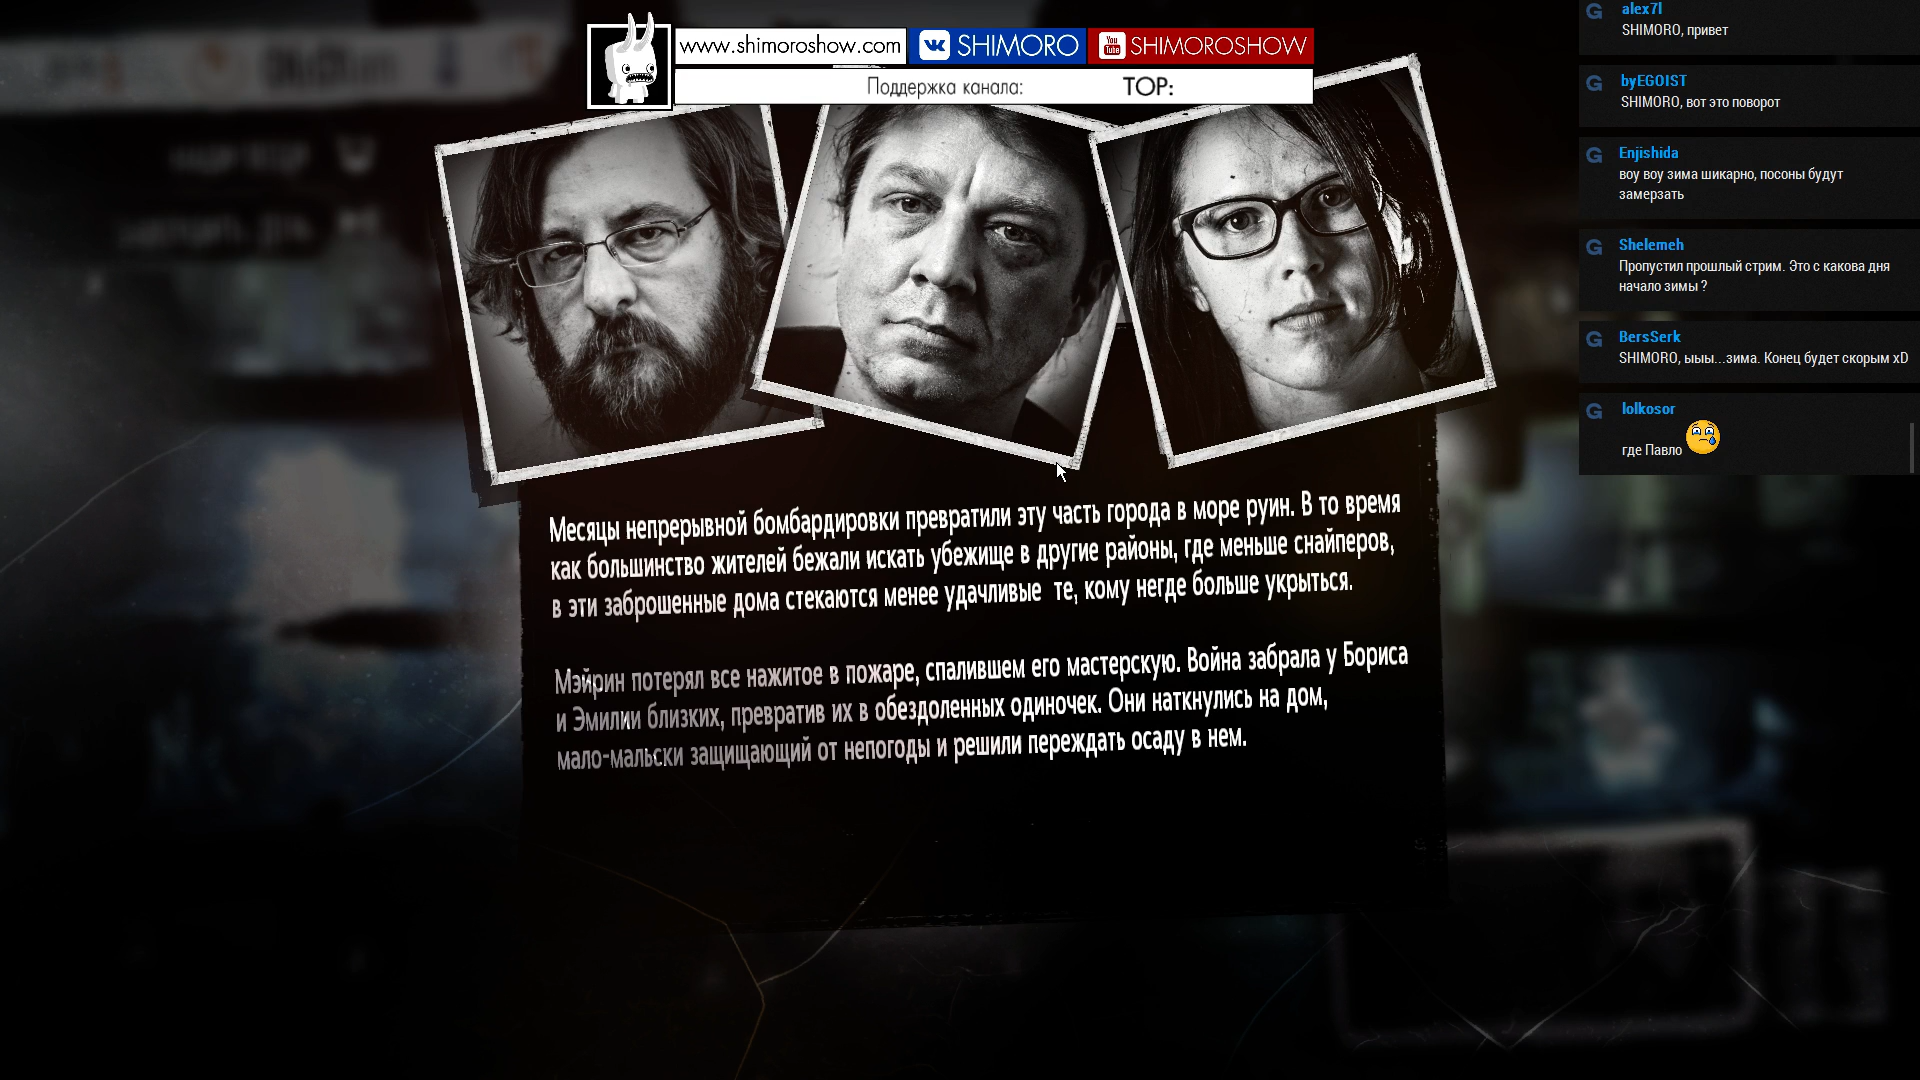 www.shimoroshow.com
SHIMORO
You Tube
SHIMOROSHOW
Поддержка канала:
TOP:
Месяцы непрерывной бомбардировки превратили эту часть города в море руин. В то время
как большинство жителей бежали искать убежище в другие районы, где меньше снайперов,
в эти заброшенные дома стекаются менее удачливые те, кому негде больше укрыться.
Мэйрин потерял все нажитое в пожаре, спалившем его мастерскую. Война забрала у Бориса
и Эмилии близких, превратив их в обездоленных одиночек. Они наткнулись на дом,
мало-мальски защищающий от непогоды и решили переждать осаду в нем.
alex7l
SHIMORO, привет
byEGOIST
SHIMORO, вот это поворот
Enjishida
воу воу зима шикарно, посоны будут
замерзать
Shelemeh
Пропустил прошлый стрим. Это с какова дня
начало зимы ?
BersSerk
SHIMORO, ыыы...зима. Конец будет скорым xD
lolkosor
где Павло